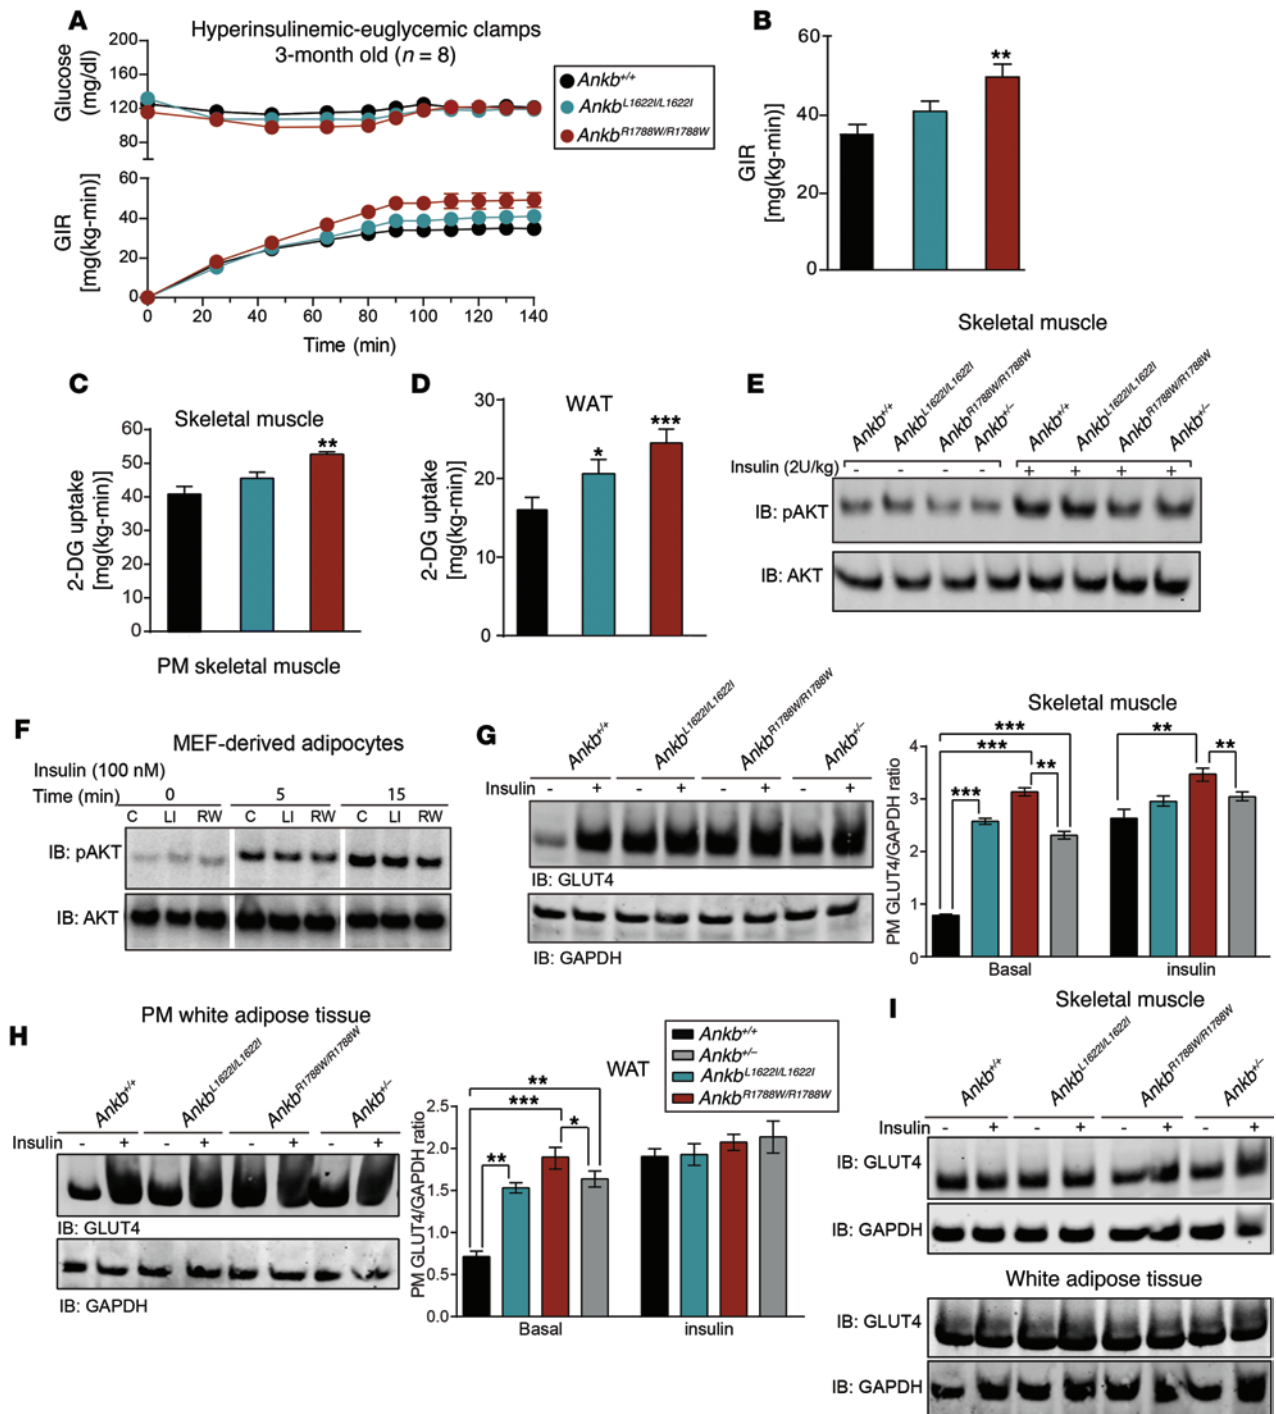 A
Hyperinsulinemic-euglycemic clamps
3-month old (n = 8)
Glucose
(mg/dl)
200
160
120
80
Ankb+/+
AnkbL1622I/L1622I
AnkbR1788W/R1788W
GIR
[mg(kg-min)]
60
40
20
0
0 20 40 60 80 100 120 140
Time (min)
B
GIR
[mg(kg-min)]
60
40
20
0
**
C
Skeletal muscle
2-DG uptake
[mg(kg-min)]
60
50
40
30
20
10
0
**
D
WAT
2-DG uptake
[mg(kg-min)]
30
20
10
0
*
***
E
Skeletal muscle
Ankb+/+ AnkbL1622I/L1622I AnkbR1788W/R1788W Ankb+/– Ankb+/+ AnkbL1622I/L1622I AnkbR1788W/R1788W Ankb+/–
Insulin (2U/kg) - - - - + + + +
IB: pAKT
IB: AKT
PM skeletal muscle
F
MEF-derived adipocytes
Insulin (100 nM)
Time (min) 0 5 15
C LI RW C LI RW C LI RW
IB: pAKT
IB: AKT
G
Ankb+/+ AnkbL1622I/L1622I AnkbR1788W/R1788W Ankb+/–
Insulin - + - + - + - +
IB: GLUT4
IB: GAPDH
Skeletal muscle
PM GLUT4/GAPDH ratio
4
3
2
1
0
***
***
***
**
**
**
Basal insulin
H
PM white adipose tissue
Ankb+/+ AnkbL1622I/L1622I AnkbR1788W/R1788W Ankb+/–
Insulin - + - + - + - +
IB: GLUT4
IB: GAPDH
WAT
Ankb+/+
Ankb+/–
AnkbL1622I/L1622I
AnkbR1788W/R1788W
PM GLUT4/GAPDH ratio
2.5
2.0
1.5
1.0
0.5
0.0
**
***
*
**
Basal insulin
I
Skeletal muscle
Ankb+/+ AnkbL1622I/L1622I AnkbR1788W/R1788W Ankb+/–
Insulin - + - + - + - +
IB: GLUT4
IB: GAPDH
White adipose tissue
IB: GLUT4
IB: GAPDH